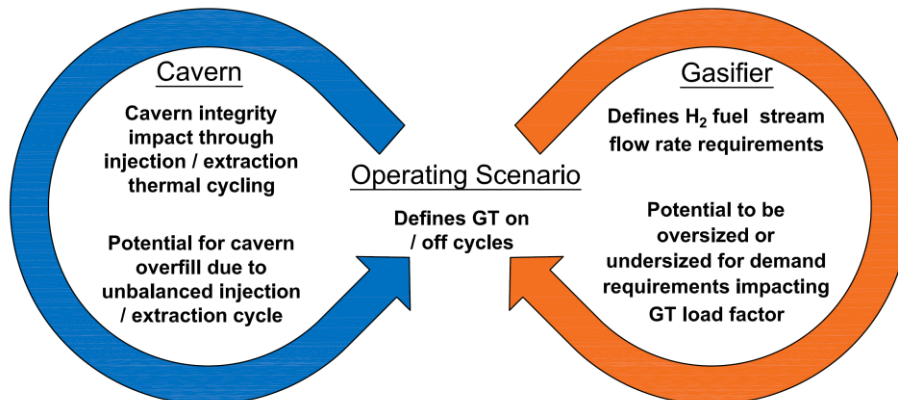 Cavern
Cavern integrity
impact through
injection / extraction
thermal cycling
Potential for cavern
overfill due to
unbalanced injection
/ extraction cycle
Operating Scenario
Defines GT on
/ off cycles
Gasifier
Defines H₂ fuel stream
flow rate requirements
Potential to be
oversized or
undersized for demand
requirements impacting
GT load factor